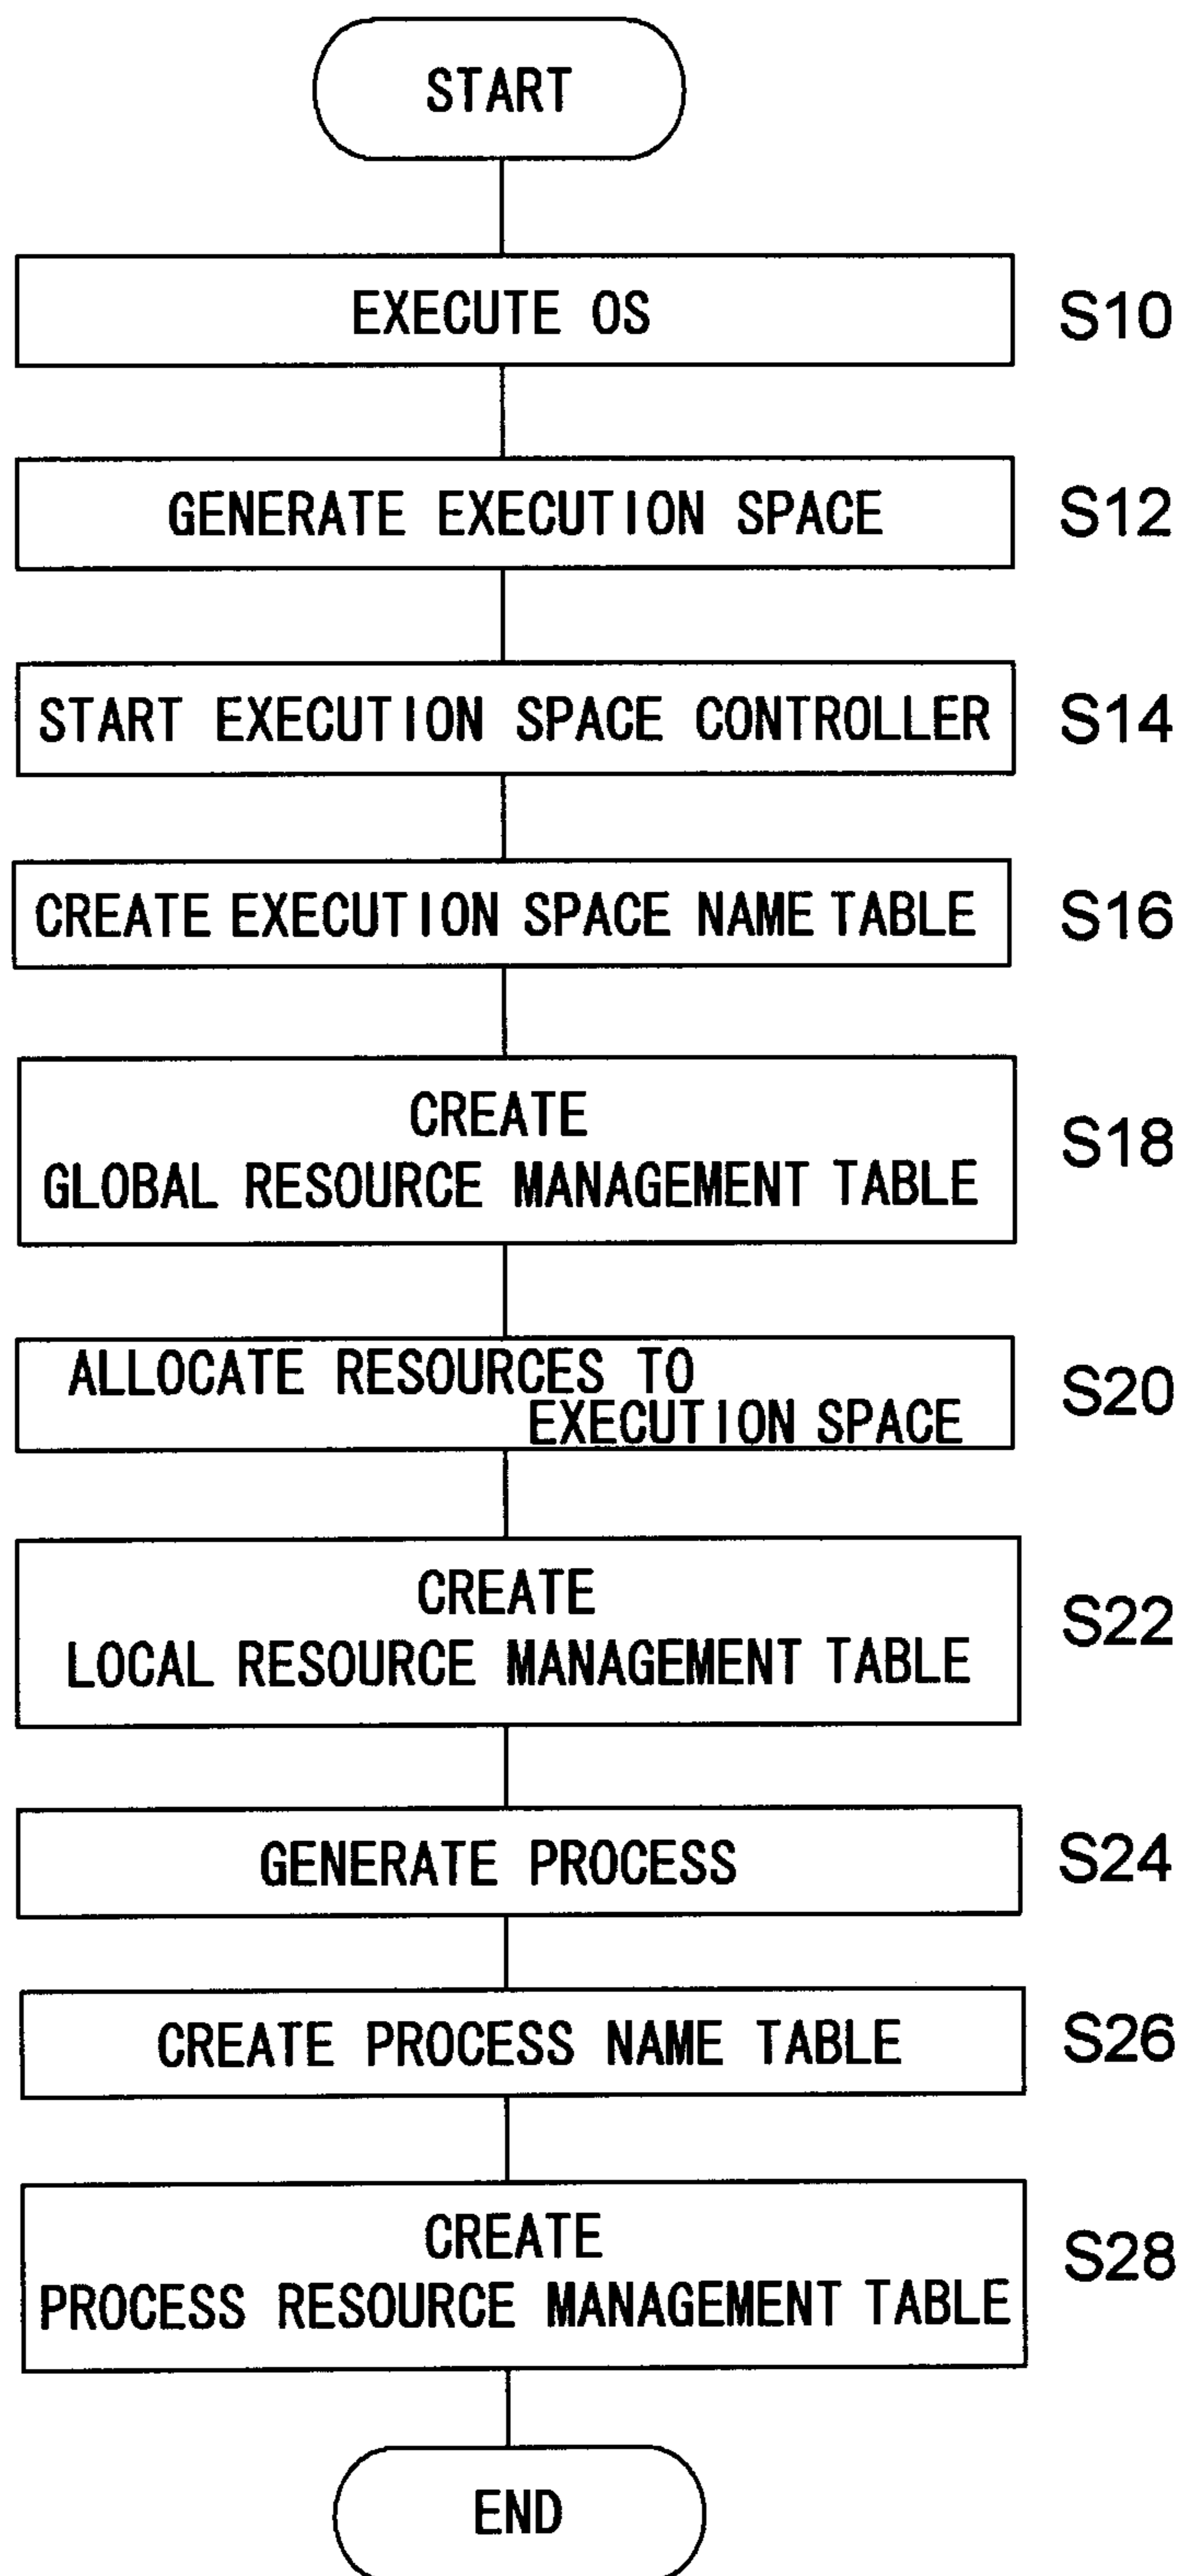 START
EXECUTE OS
S10
GENERATE EXECUTION SPACE
S12
START EXECUTION SPACE CONTROLLER
S14
CREATE EXECUTION SPACE NAME TABLE
S16
CREATE
GLOBAL RESOURCE MANAGEMENT TABLE
S18
ALLOCATE RESOURCES TO
EXECUTION SPACE
S20
CREATE
LOCAL RESOURCE MANAGEMENT TABLE
S22
GENERATE PROCESS
S24
CREATE PROCESS NAME TABLE
S26
CREATE
PROCESS RESOURCE MANAGEMENT TABLE
S28
END